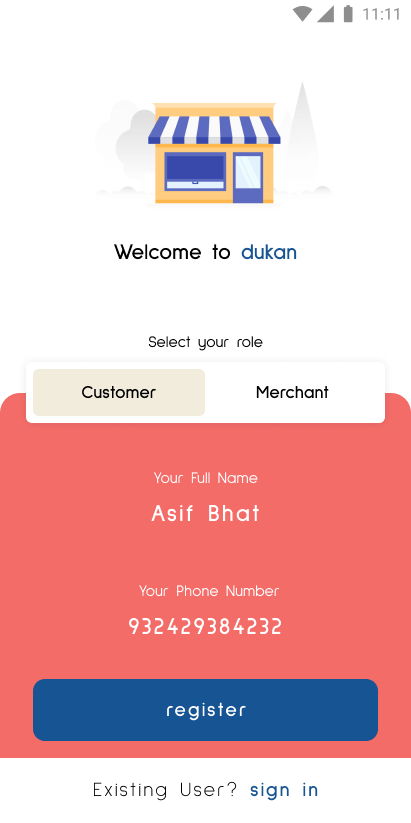 11:11
Welcome to dukan
Select your role
Customer Merchant
Your Full Name
Asif Bhat
Your Phone Number
932429384232
register
Existing User? sign in